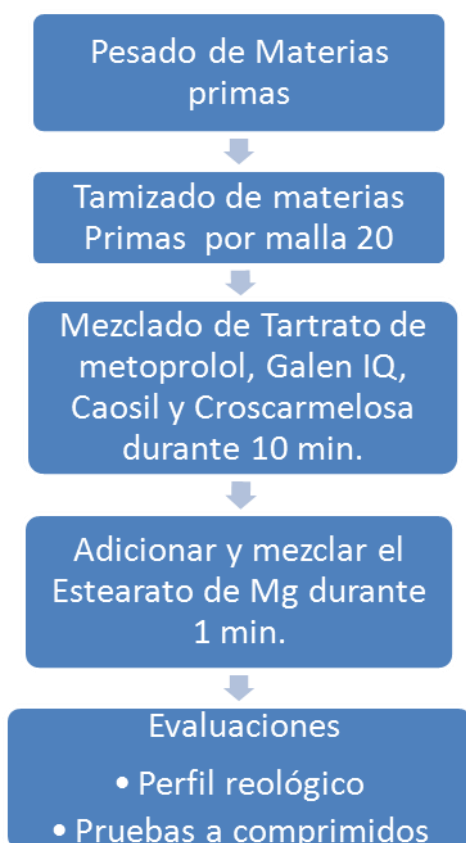 Pesado de Materias
primas
Tamizado de materias
Primas por malla 20
Mezclado de Tartrato de
metoprolol, Galen IQ,
Caosil y Croscarmelosa
durante 10 min.
Adicionar y mezclar el
Estearato de Mg durante
1 min.
Evaluaciones
• Perfil reológico
• Pruebas a comprimidos